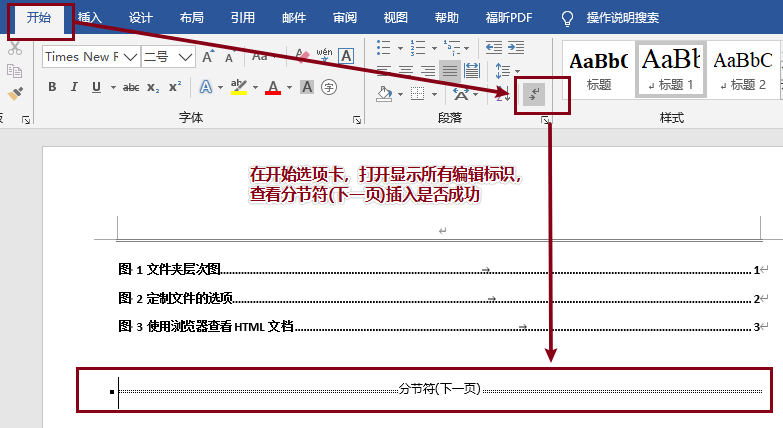 开始 插入 设计 布局 引用 邮件 审阅 视图 帮助 福昕PDF 操作说明搜索
Times New R 二号 Aa wén A
B I U abc x₂ x² A ab A A 字
AaBbC AaBb AaBbC
标题 标题 1 标题 2
字体 段落 样式
在开始选项卡，打开显示所有编辑标识，
查看分节符(下一页)插入是否成功
图 1 文件夹层次图 1
图 2 定制文件的选项 2
图 3 使用浏览器查看 HTML 文档 3
分节符(下一页)